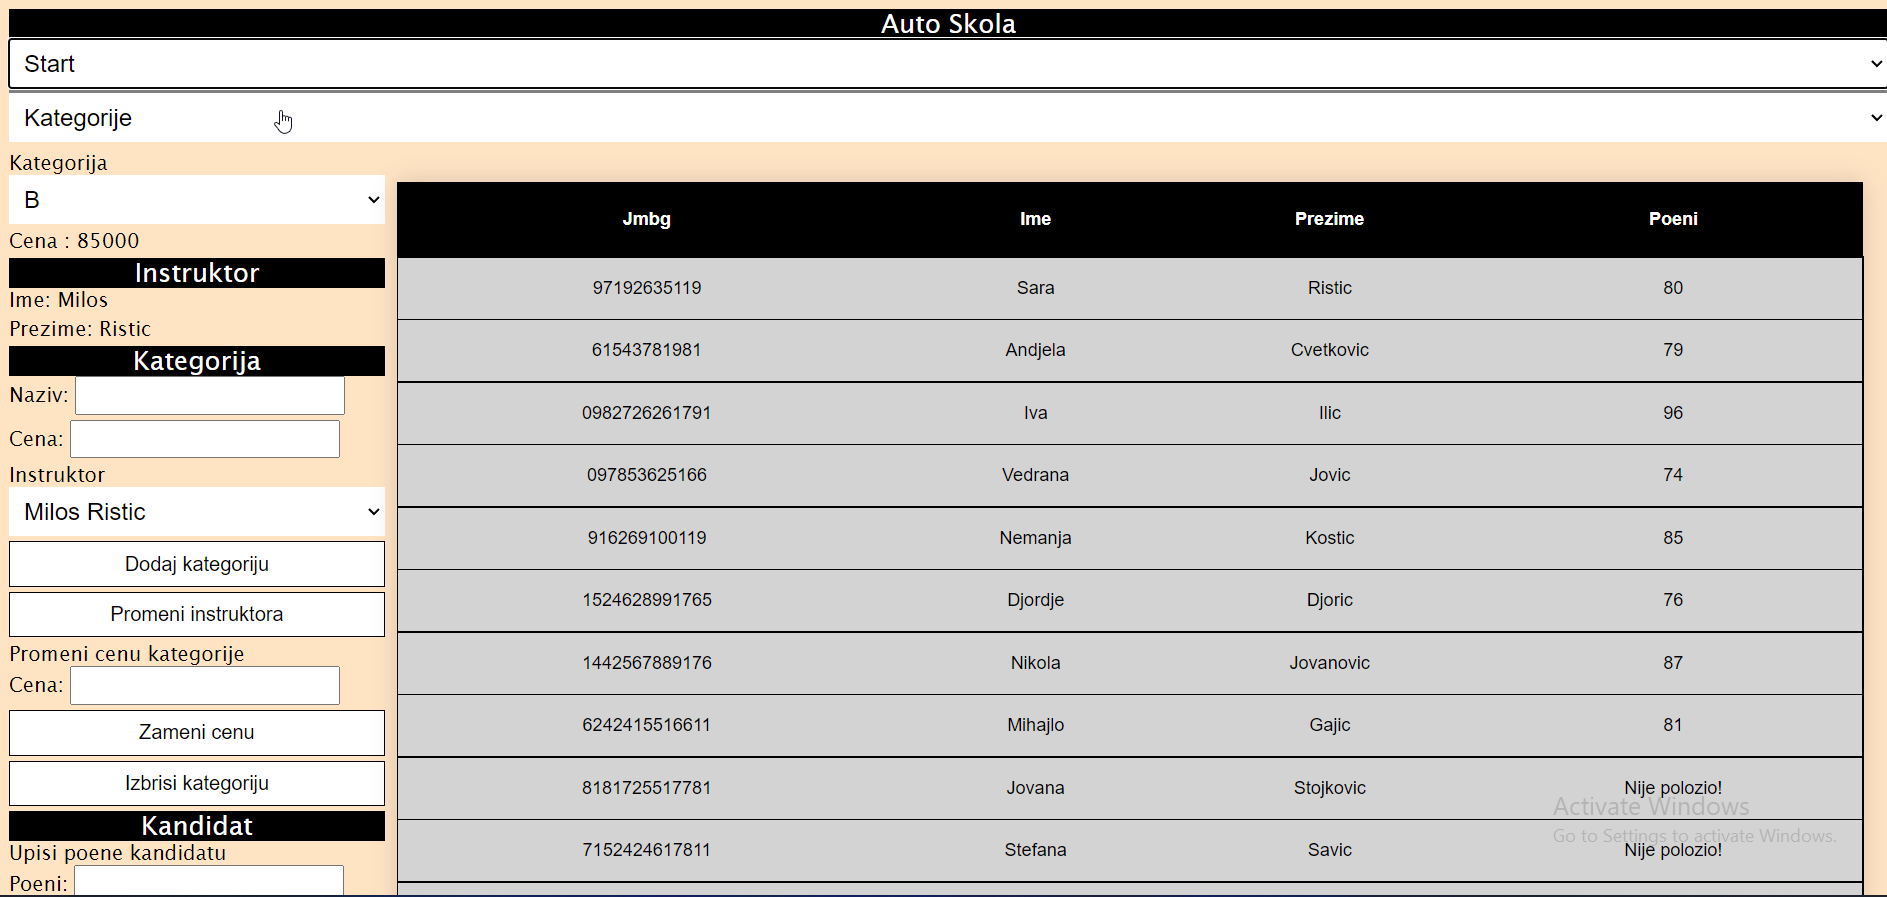 Auto Skola
Start
Kategorije
Kategorija
B
Cena : 85000
Instruktor
Ime: Milos
Prezime: Ristic
Kategorija
Naziv:
Cena:
Instruktor
Milos Ristic
Dodaj kategoriju
Promeni instruktora
Promeni cenu kategorije
Cena:
Zameni cenu
Izbrisi kategoriju
Kandidat
Upisi poene kandidatu
Poeni:
Jmbg Ime Prezime Poeni
97192635119 Sara Ristic 80
61543781981 Andjela Cvetkovic 79
0982726261791 Iva Ilic 96
097853625166 Vedrana Jovic 74
916269100119 Nemanja Kostic 85
1524628991765 Djordje Djoric 76
1442567889176 Nikola Jovanovic 87
6242415516611 Mihajlo Gajic 81
8181725517781 Jovana Stojkovic Nije polozio!
7152424617811 Stefana Savic Nije polozio!
Activate Windows
Go to Settings to activate Windows.